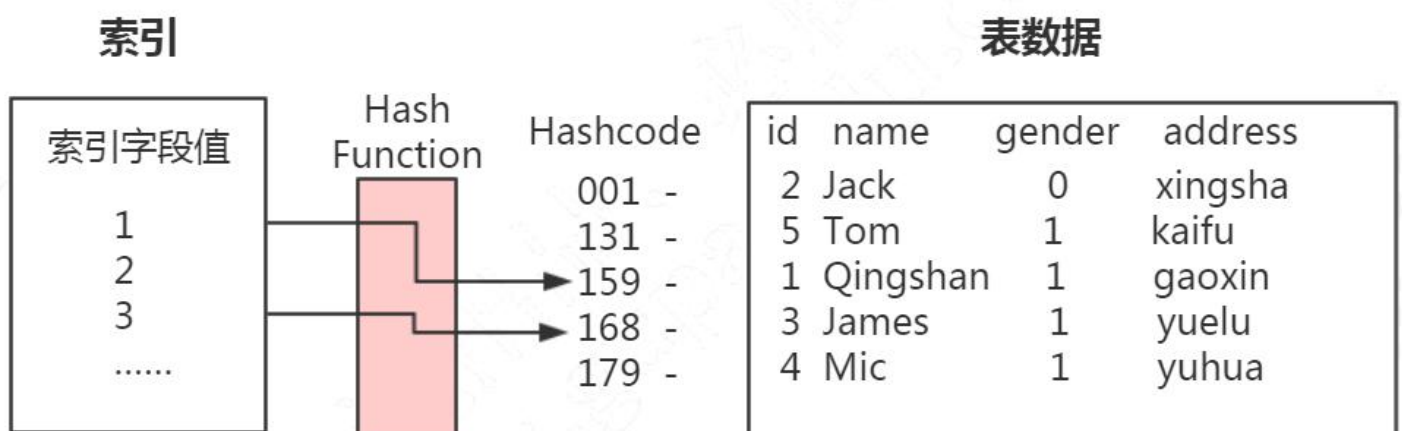 索引
表数据
索引字段值
1
2
3
......
Hash
Function
Hashcode
001 -
131 -
159 -
168 -
179 -
id name gender address
2 Jack 0 xingsha
5 Tom 1 kaifu
1 Qingshan 1 gaoxin
3 James 1 yuelu
4 Mic 1 yuhua